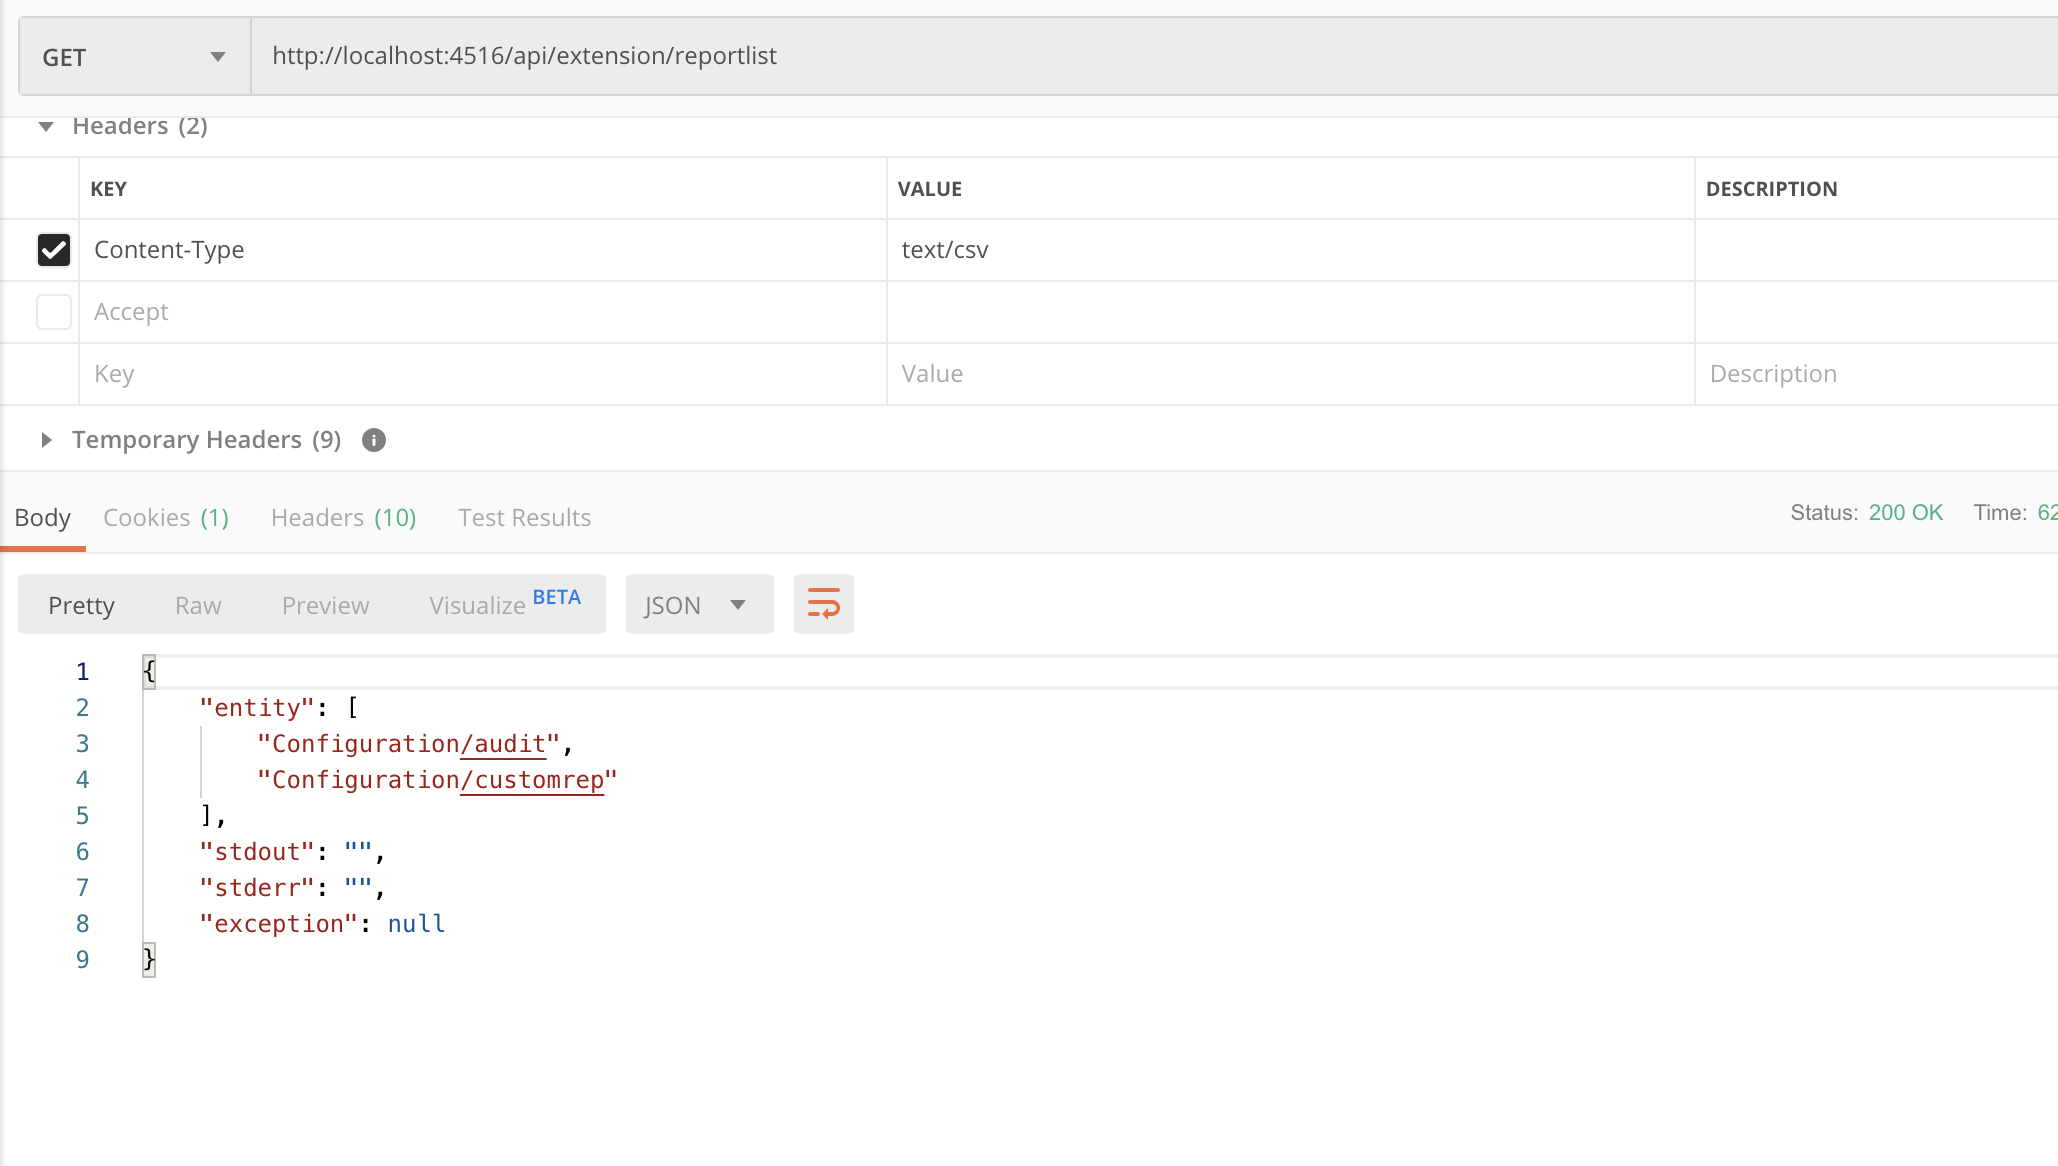 GET http://localhost:4516/api/extension/reportlist
Headers (2)
KEY VALUE DESCRIPTION
Content-Type text/csv
Accept
Key Value Description
Temporary Headers (9)
Body Cookies (1) Headers (10) Test Results Status: 200 OK Time: 62
Pretty Raw Preview Visualize BETA JSON
1 {
2 "entity": [
3 "Configuration/audit",
4 "Configuration/customrep"
5 ],
6 "stdout": "",
7 "stderr": "",
8 "exception": null
9 }